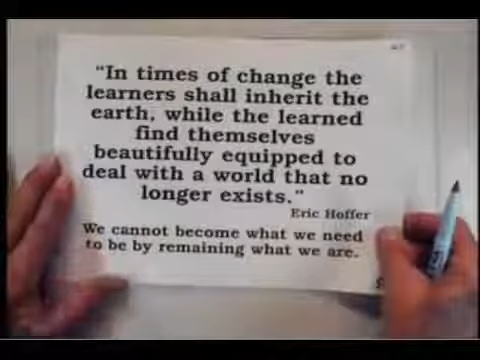 "In times of change the
learners shall inherit the
earth, while the learned
find themselves
beautifully equipped to
deal with a world that no
longer exists."
Eric Hoffer
We cannot become what we need
to be by remaining what we are.